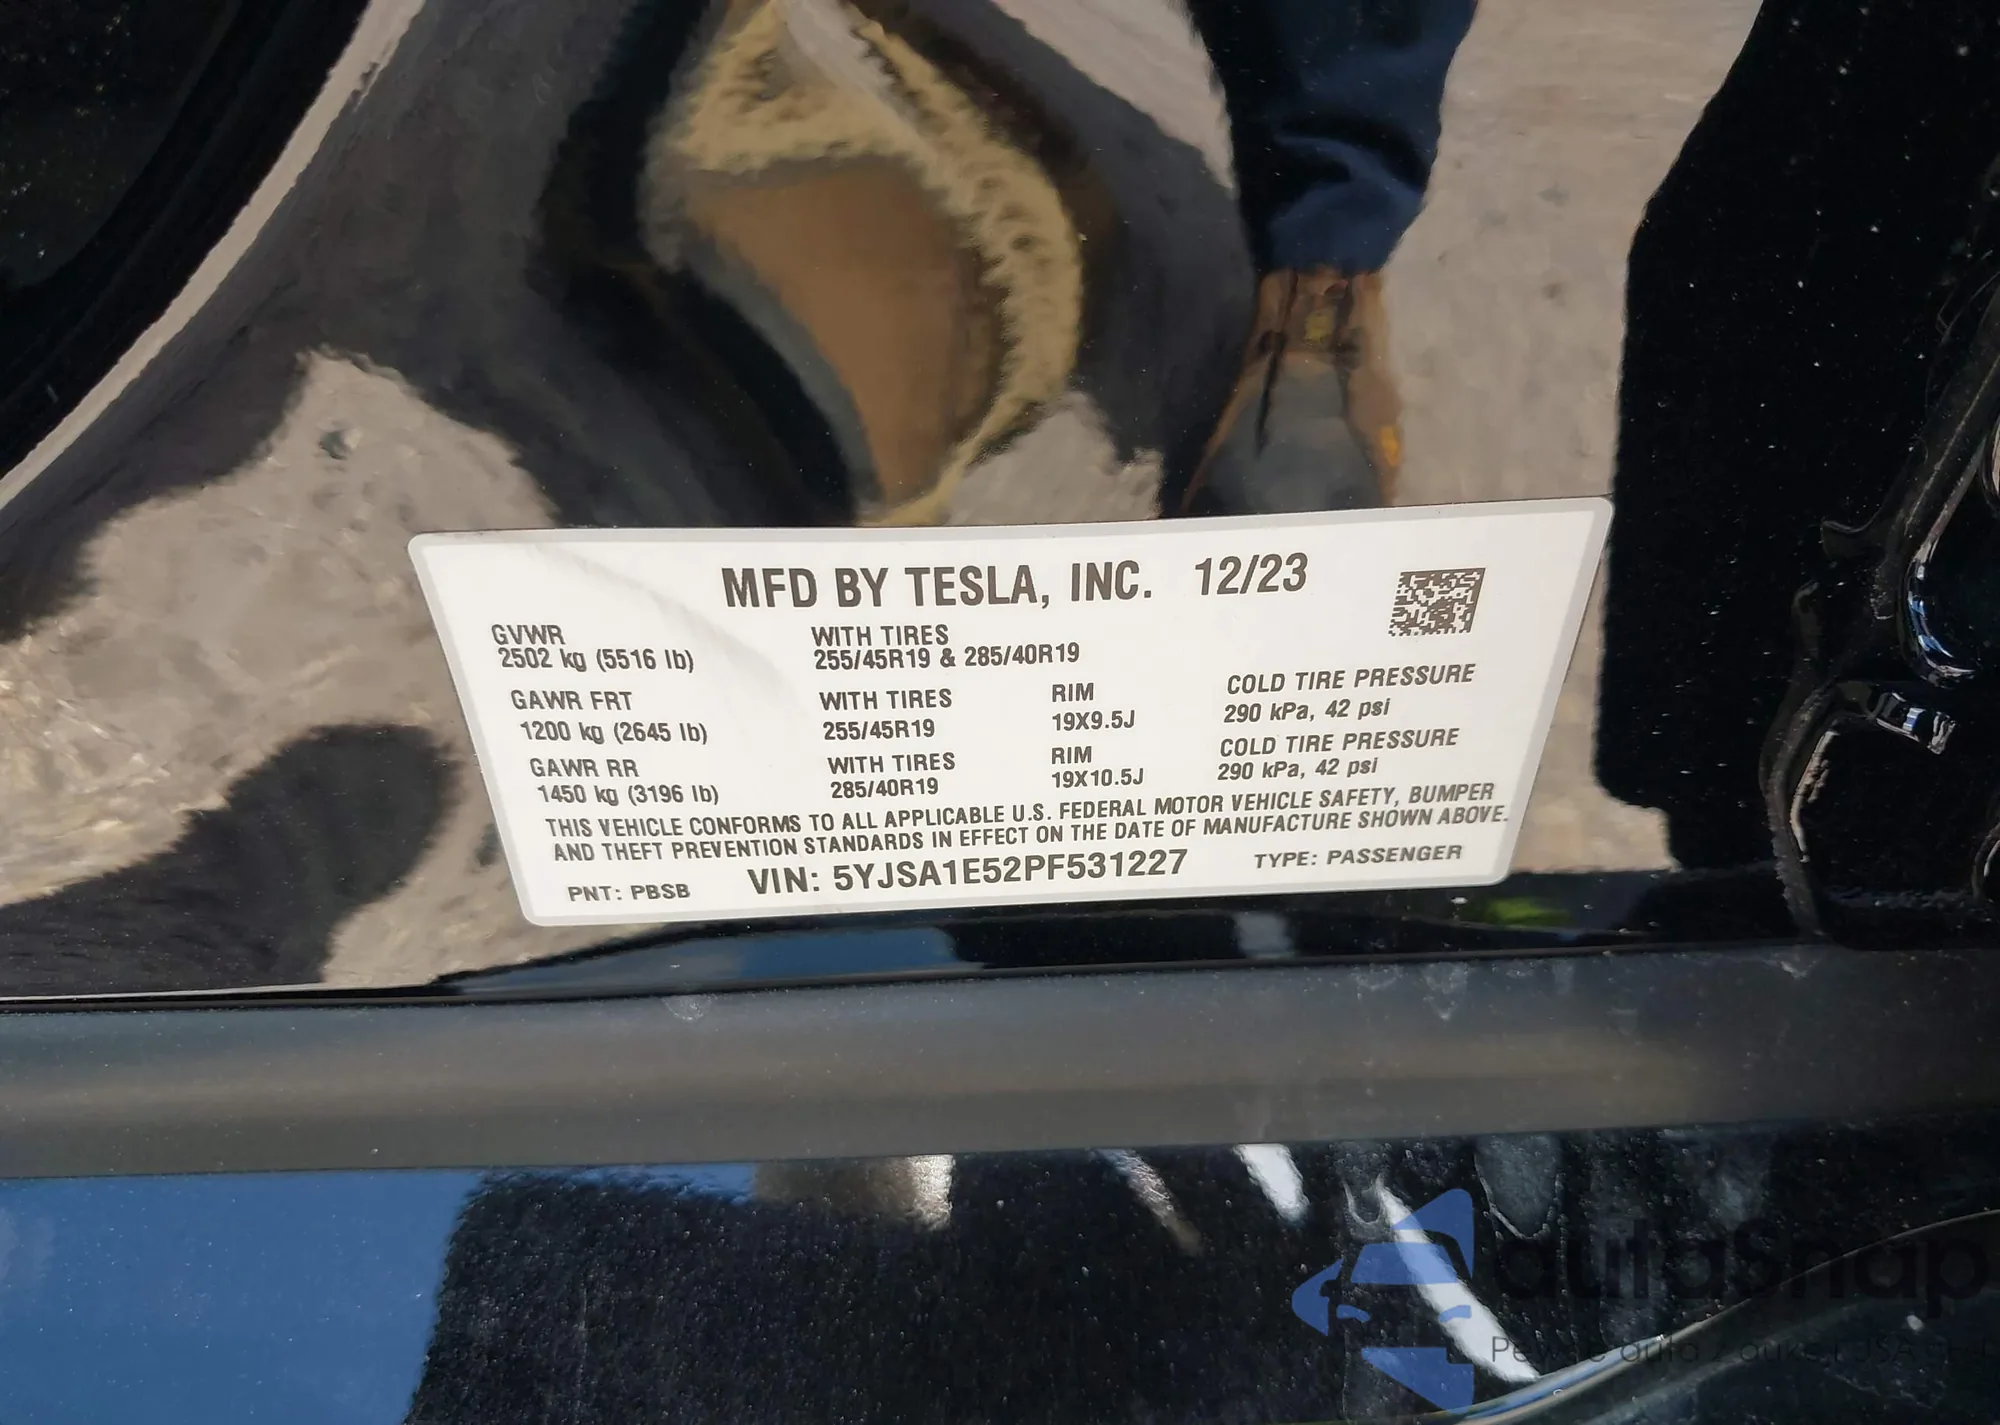 MFD BY TESLA, INC. 12/23
GVWR WITH TIRES
2502 kg (5516 lb) 255/45R19 & 285/40R19
GAWR FRT WITH TIRES RIM COLD TIRE PRESSURE
1200 kg (2645 lb) 255/45R19 19X9.5J 290 kPa, 42 psi
GAWR RR WITH TIRES RIM COLD TIRE PRESSURE
1450 kg (3196 lb) 285/40R19 19X10.5J 290 kPa, 42 psi
THIS VEHICLE CONFORMS TO ALL APPLICABLE U.S. FEDERAL MOTOR VEHICLE SAFETY, BUMPER
AND THEFT PREVENTION STANDARDS IN EFFECT ON THE DATE OF MANUFACTURE SHOWN ABOVE.
PNT: PBSB VIN: 5YJSA1E52PF531227 TYPE: PASSENGER
autosnap
auta z